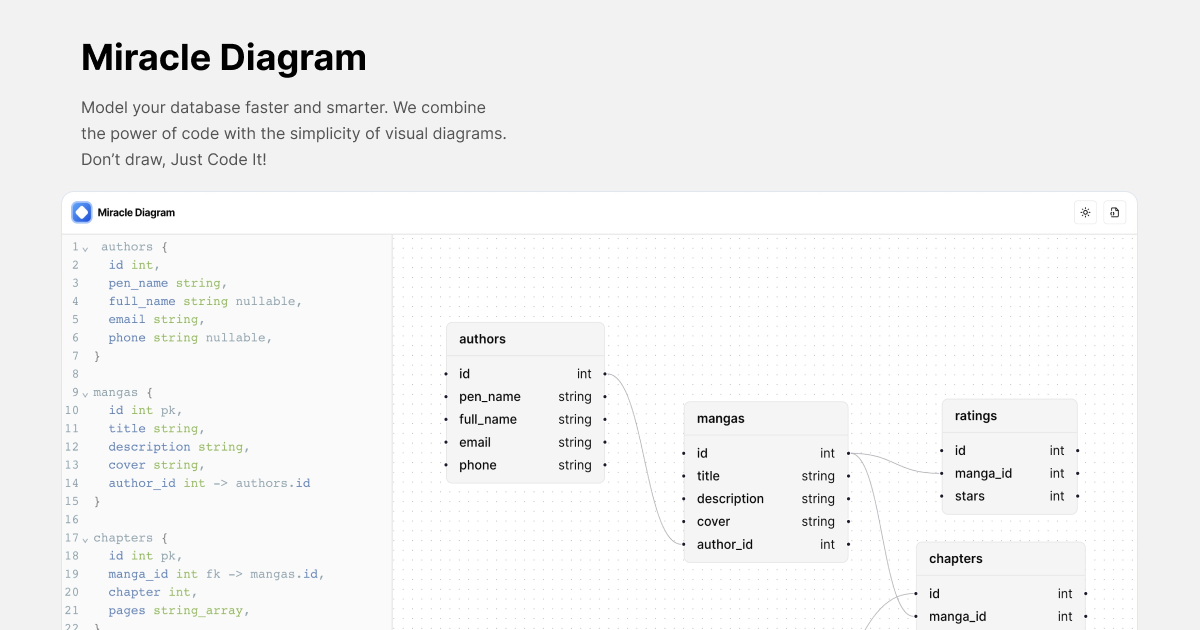 Miracle Diagram
Model your database faster and smarter. We combine
the power of code with the simplicity of visual diagrams.
Don’t draw, Just Code It!
Miracle Diagram
1 authors {
2 id int,
3 pen_name string,
4 full_name string nullable,
5 email string,
6 phone string nullable,
7 }
8
9 mangas {
10 id int pk,
11 title string,
12 description string,
13 cover string,
14 author_id int -> authors.id
15 }
16
17 chapters {
18 id int pk,
19 manga_id int fk -> mangas.id,
20 chapter int,
21 pages string_array,
22 }
authors
id int
pen_name string
full_name string
email string
phone string
mangas
id int
title string
description string
cover string
author_id int
ratings
id int
manga_id int
stars int
chapters
id int
manga_id int